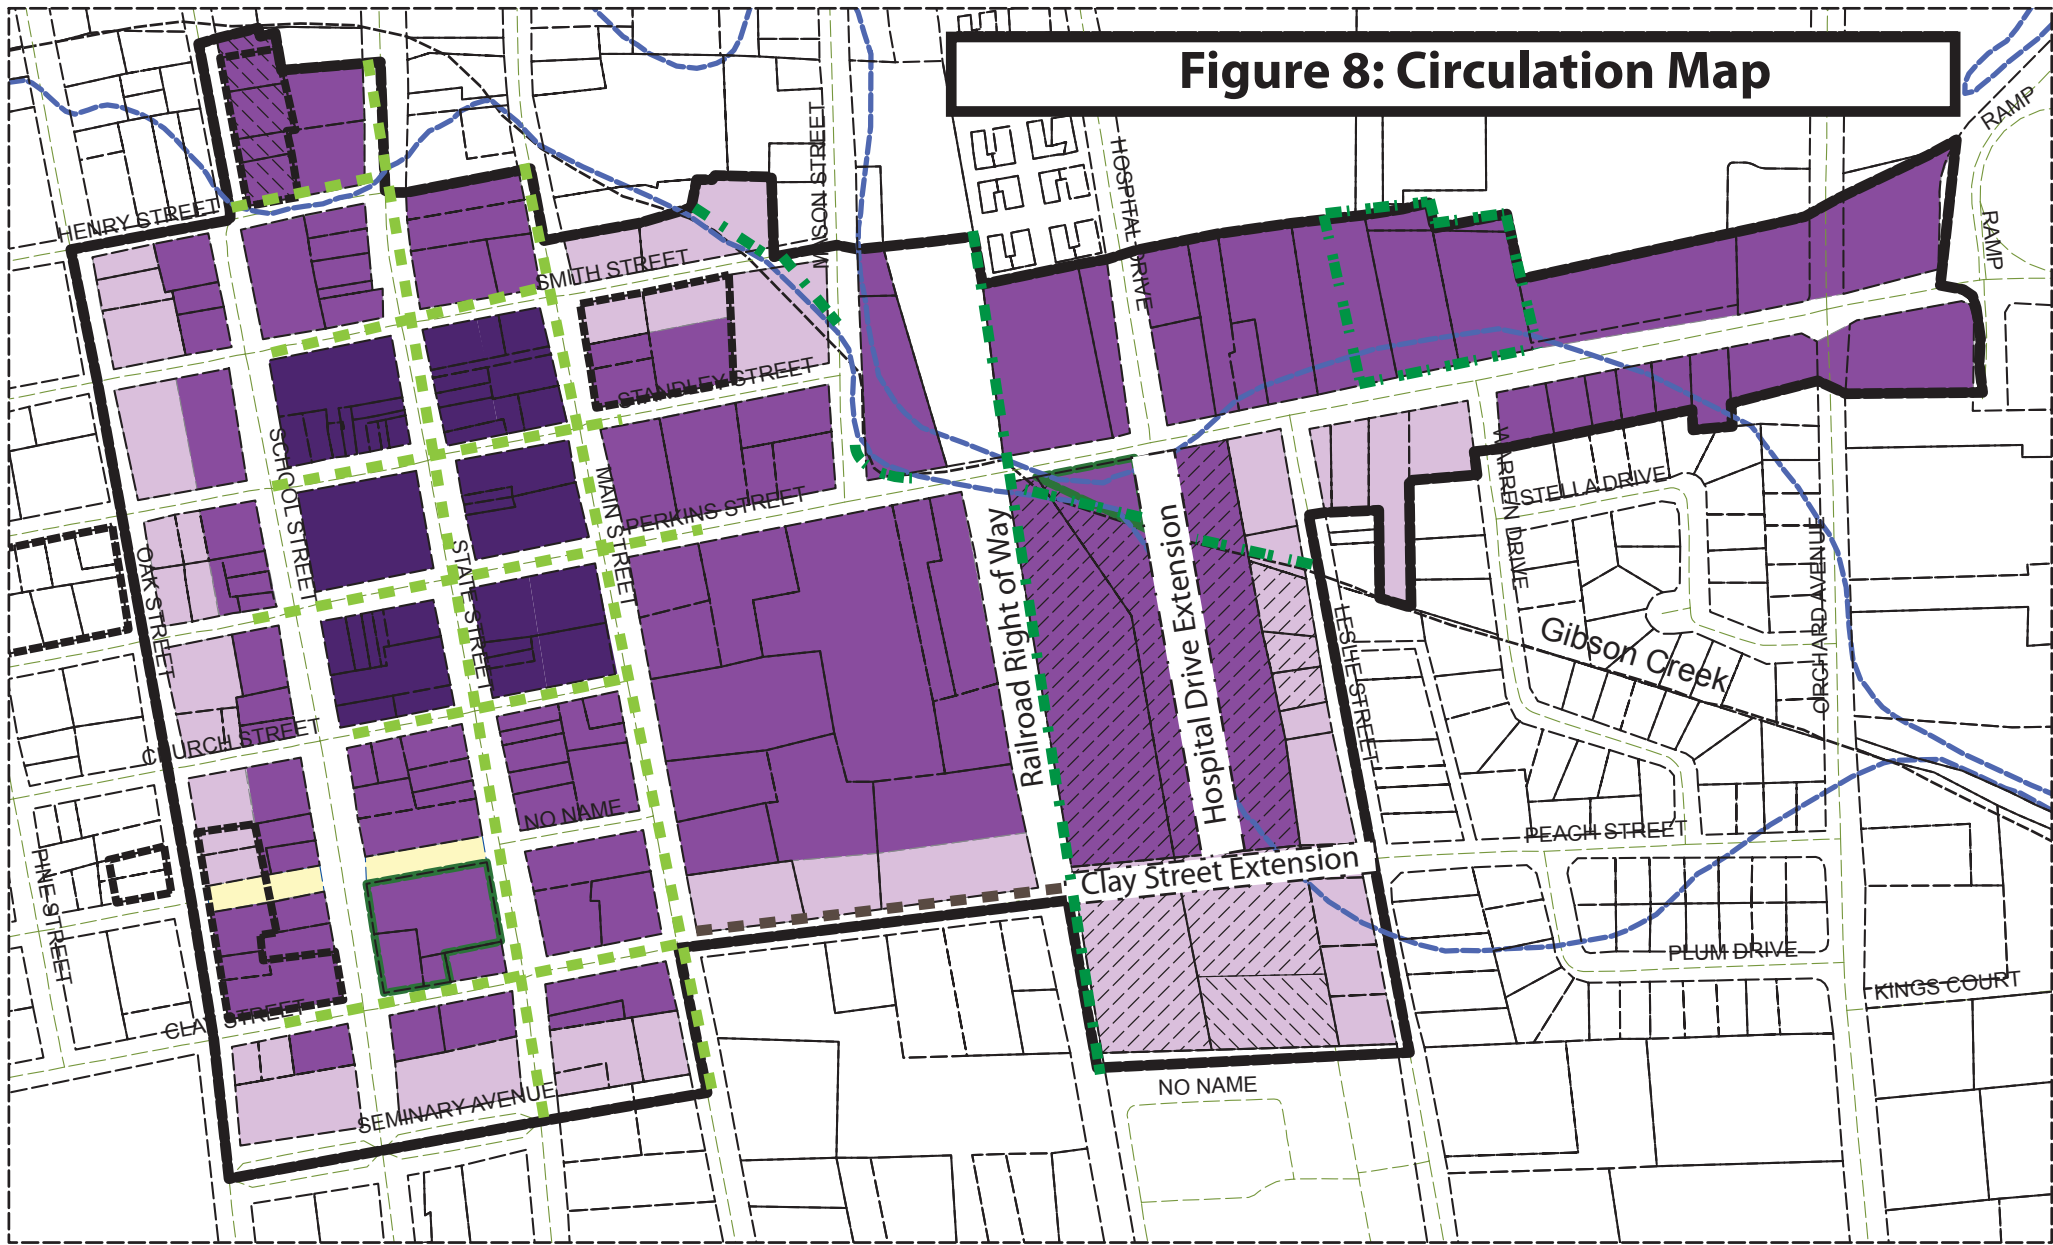 Figure 8: Circulation Map
RAMP
RAMP
HENRY STREET
MASON STREET
HOSPITAL DRIVE
SMITH STREET
STANDLEY STREET
SCHOOL STREET
MAIN STREET
PERKINS STREET
WARREN DRIVE
STELLA DRIVE
OAK STREET
STATE STREET
Railroad Right of Way
Hospital Drive Extension
LESLIE STREET
Gibson Creek
ORCHARD AVENUE
CHURCH STREET
NO NAME
PEACH STREET
PINE STREET
Clay Street Extension
PLUM DRIVE
KINGS COURT
CLAY STREET
SEMINARY AVENUE
NO NAME